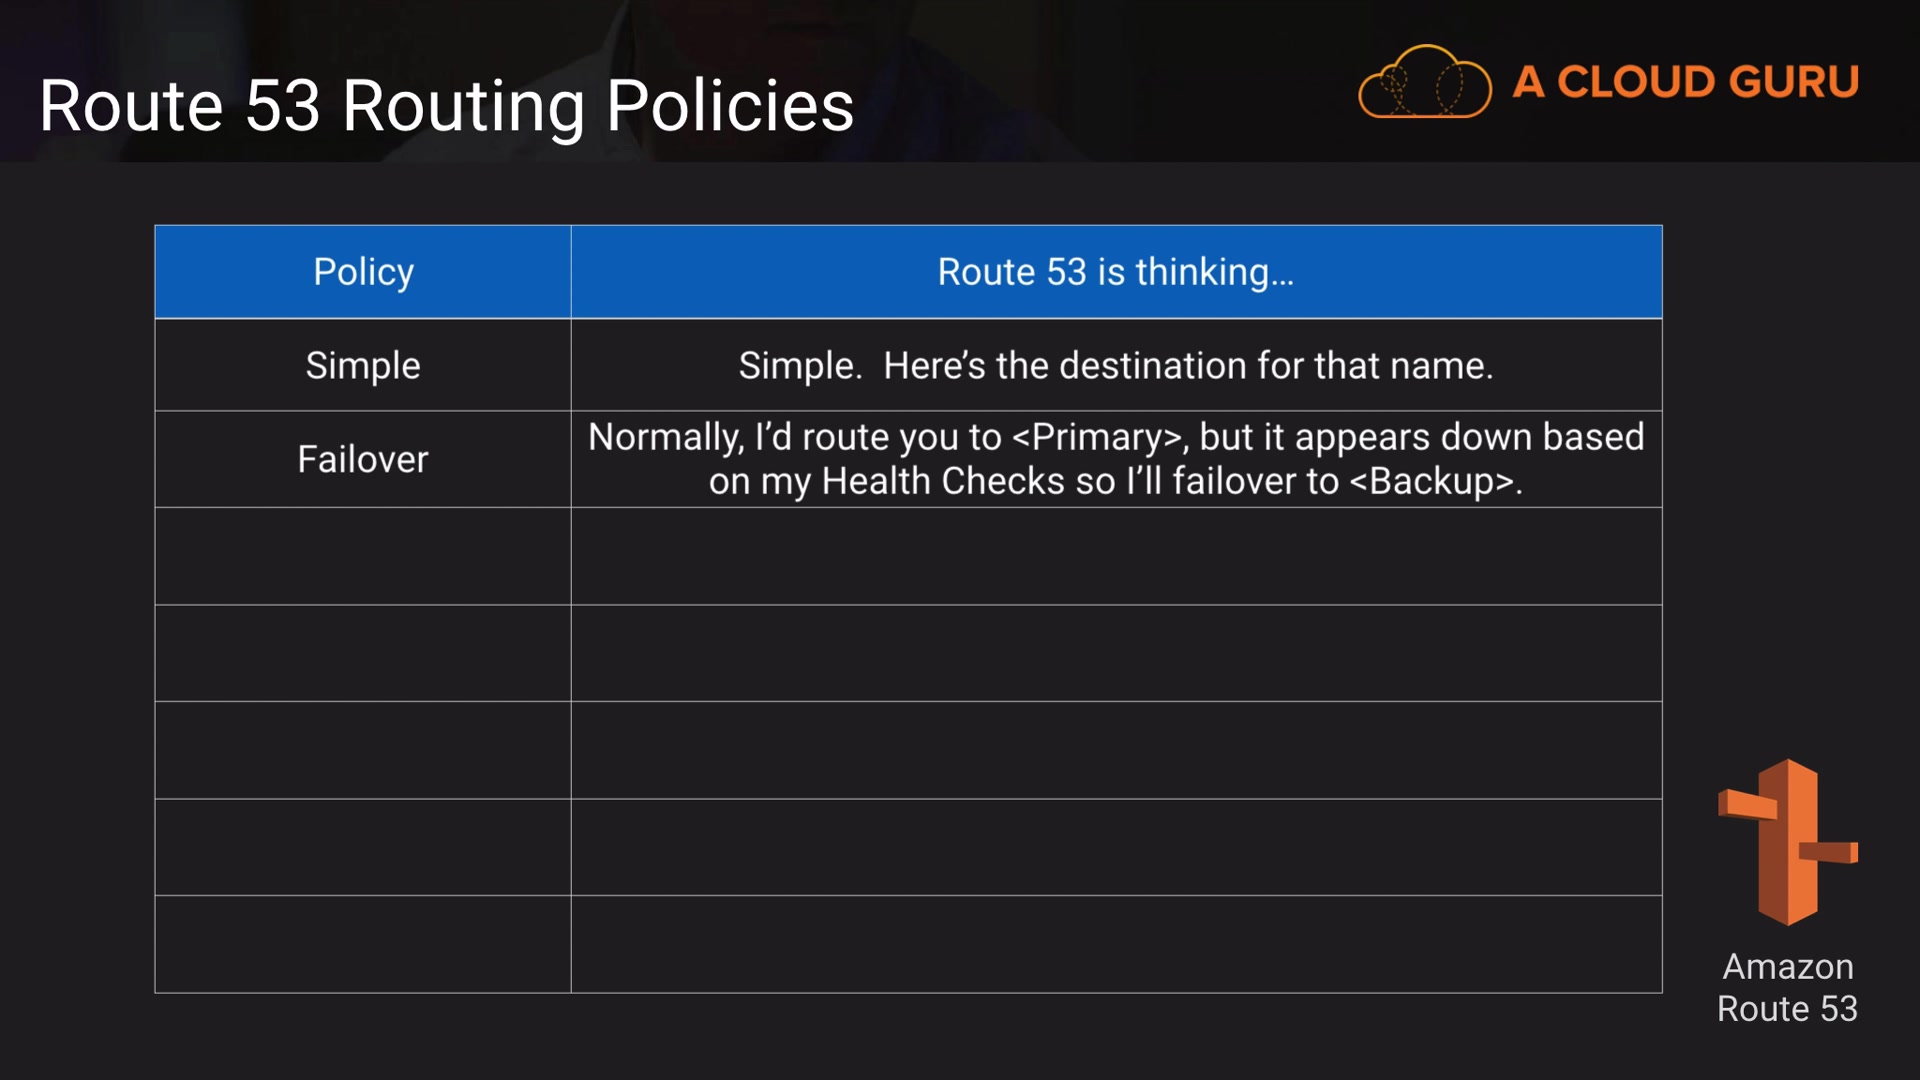 Route 53 Routing Policies
A CLOUD GURU
Policy
Route 53 is thinking...
Simple
Simple.  Here’s the destination for that name.
Failover
Normally, I’d route you to <Primary>, but it appears down based
on my Health Checks so I’ll failover to <Backup>.
Amazon
Route 53